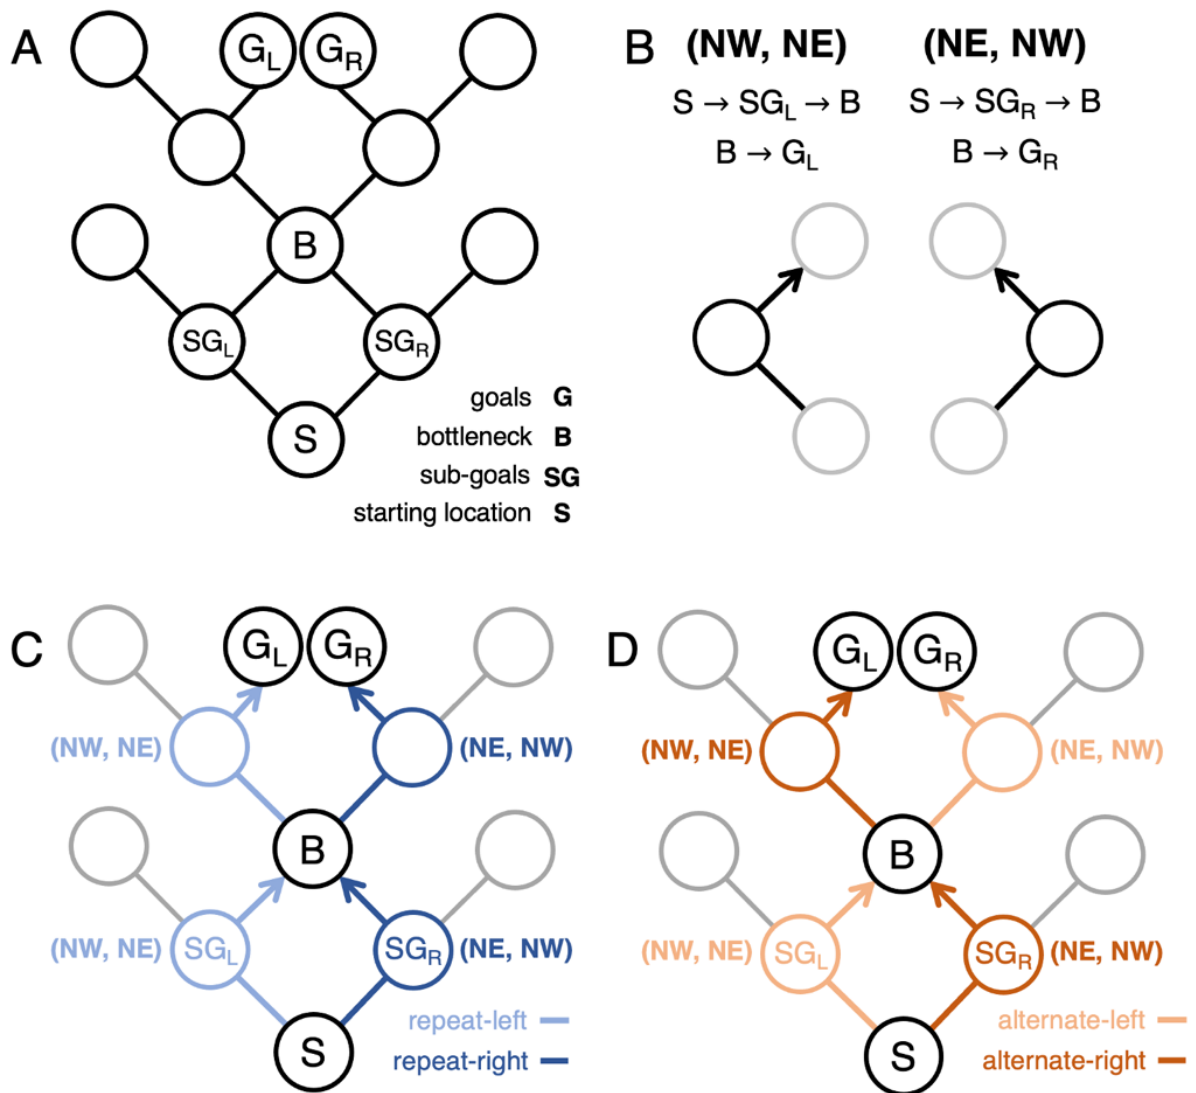 A
G_L G_R
B
SG_L SG_R
S
goals G
bottleneck B
sub-goals SG
starting location S
B (NW, NE) (NE, NW)
S → SG_L → B S → SG_R → B
B → G_L B → G_R
C
G_L G_R
(NW, NE) (NE, NW)
B
(NW, NE) SG_L SG_R (NE, NW)
repeat-left
S
repeat-right
D
G_L G_R
(NW, NE) (NE, NW)
B
(NW, NE) SG_L SG_R (NE, NW)
alternate-left
S
alternate-right